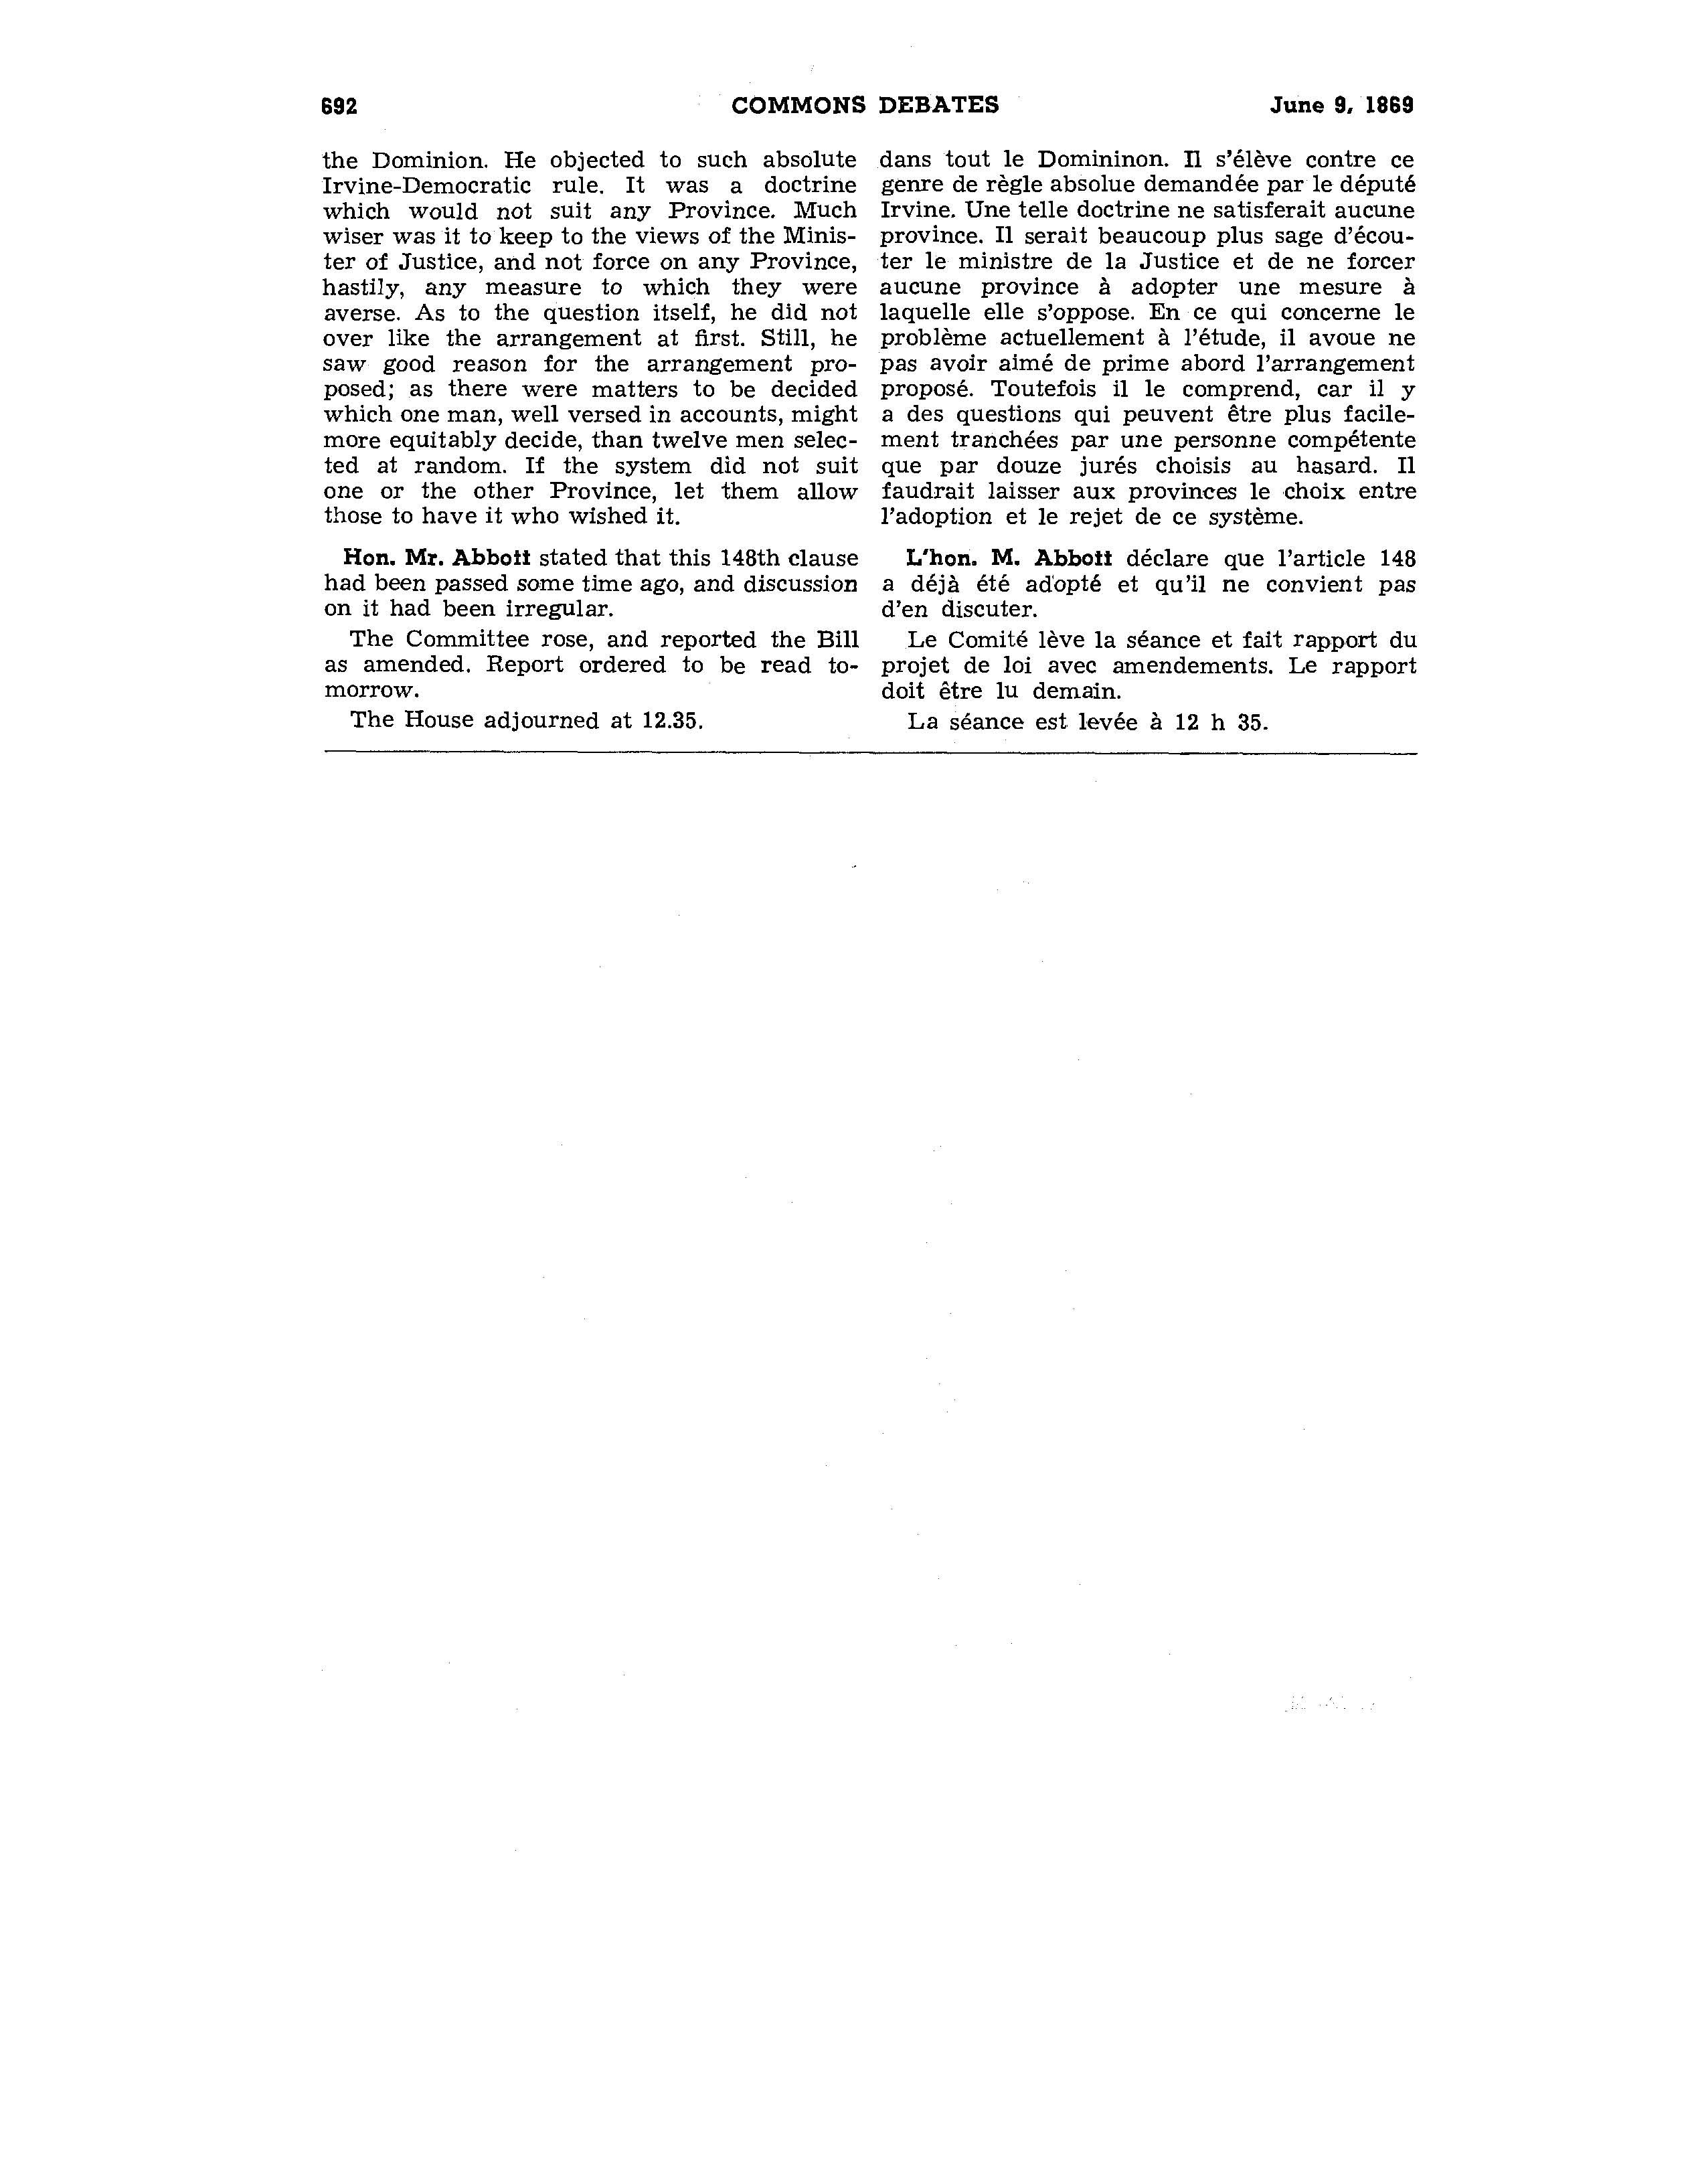 692 COMMONS DEBATES June 9, 1869
the Dominion. He objected to such absolute
Irvine-Democratic rule. It was a doctrine
which would not suit any Province. Much
wiser was it to keep to the views of the Minis-
ter of Justice, and not force on any Province,
hastily, any measure to which they were
averse. As to the question itself, he did not
over like the arrangement at first. Still, he
saw good reason for the arrangement pro-
posed; as there were matters to be decided
which one man, well versed in accounts, might
more equitably decide, than twelve men selec-
ted at random. If the system did not suit
one or the other Province, let them allow
those to have it who wished it.
Hon. Mr. Abbott stated that this 148th clause
had been passed some time ago, and discussion
on it had been irregular.
The Committee rose, and reported the Bill
as amended. Report ordered to be read to-
morrow.
The House adjourned at 12.35.
dans tout le Domininon. Il s'élève contre ce
genre de règle absolue demandée par le député
Irvine. Une telle doctrine ne satisferait aucune
province. Il serait beaucoup plus sage d'écou-
ter le ministre de la Justice et de ne forcer
aucune province à adopter une mesure à
laquelle elle s'oppose. En ce qui concerne le
problème actuellement à l'étude, il avoue ne
pas avoir aimé de prime abord l'arrangement
proposé. Toutefois il le comprend, car il y
a des questions qui peuvent être plus facile-
ment tranchées par une personne compétente
que par douze jurés choisis au hasard. Il
faudrait laisser aux provinces le choix entre
l'adoption et le rejet de ce système.
L'hon. M. Abbott déclare que l'article 148
a déjà été adopté et qu'il ne convient pas
d'en discuter.
Le Comité lève la séance et fait rapport du
projet de loi avec amendements. Le rapport
doit être lu demain.
La séance est levée à 12 h 35.